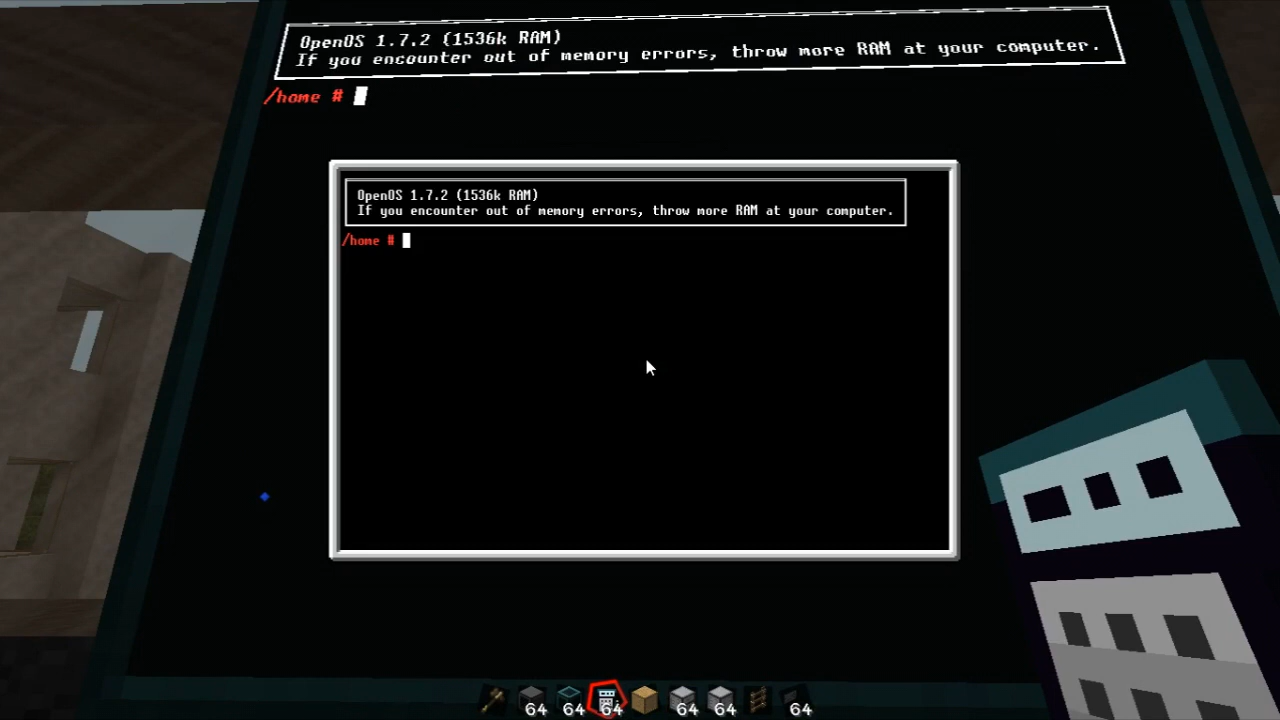 OpenOS 1.7.2 (1536k RAM)
If you encounter out of memory errors, throw more RAM at your computer.
/home #
OpenOS 1.7.2 (1536k RAM)
If you encounter out of memory errors, throw more RAM at your computer.
/home #
64 64 64 64 64 64